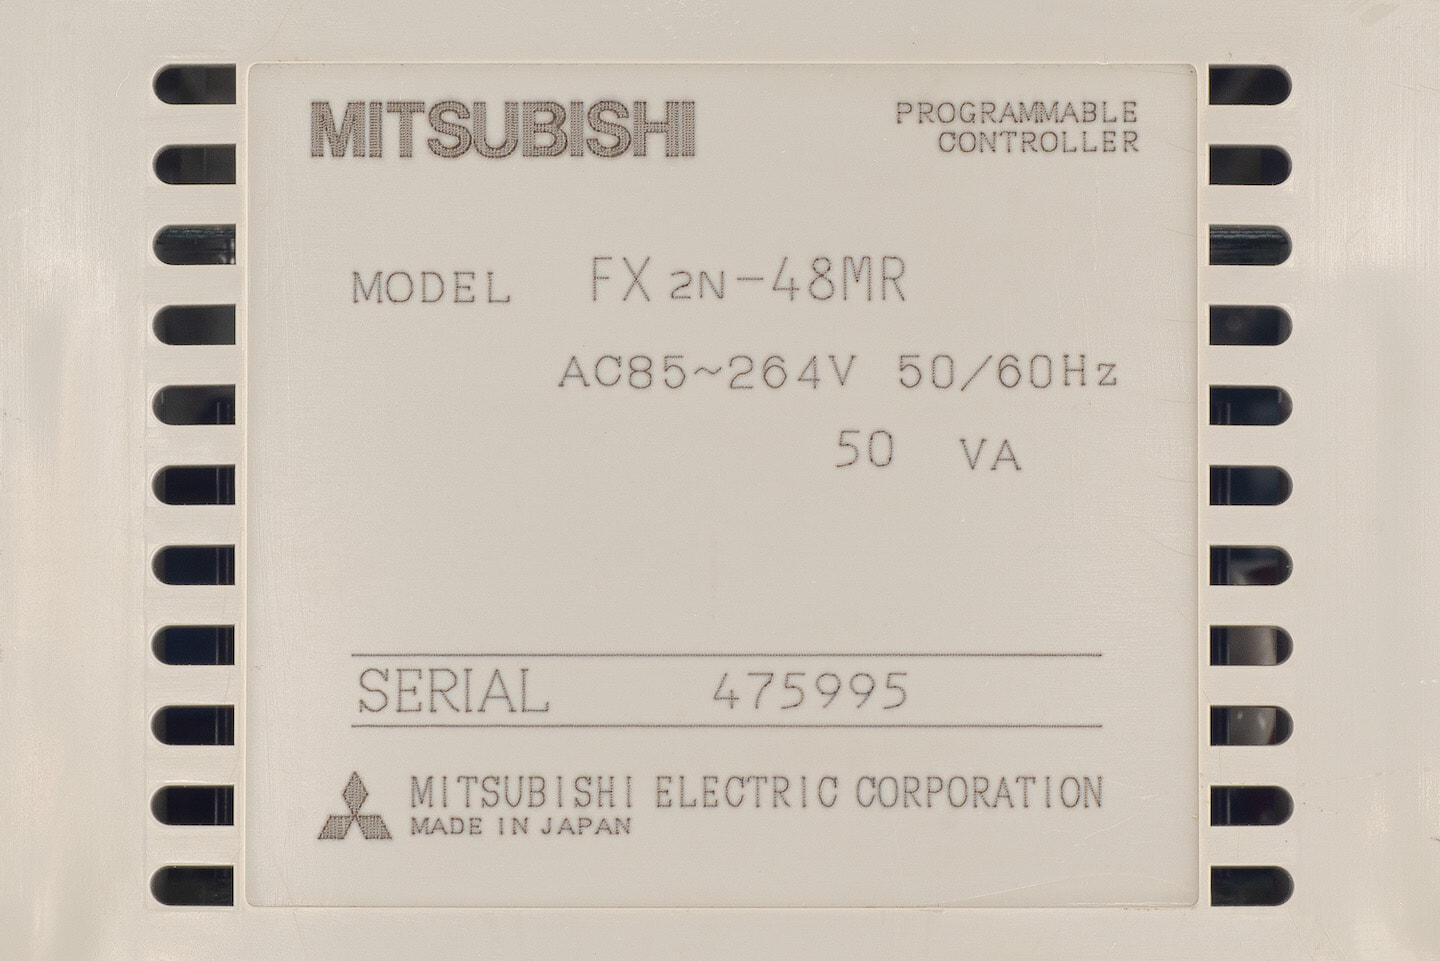 MITSUBISHI
PROGRAMMABLE
CONTROLLER
MODEL FX2N-48MR
AC85~264V 50/60Hz
50 VA
SERIAL 475995
MITSUBISHI ELECTRIC CORPORATION
MADE IN JAPAN